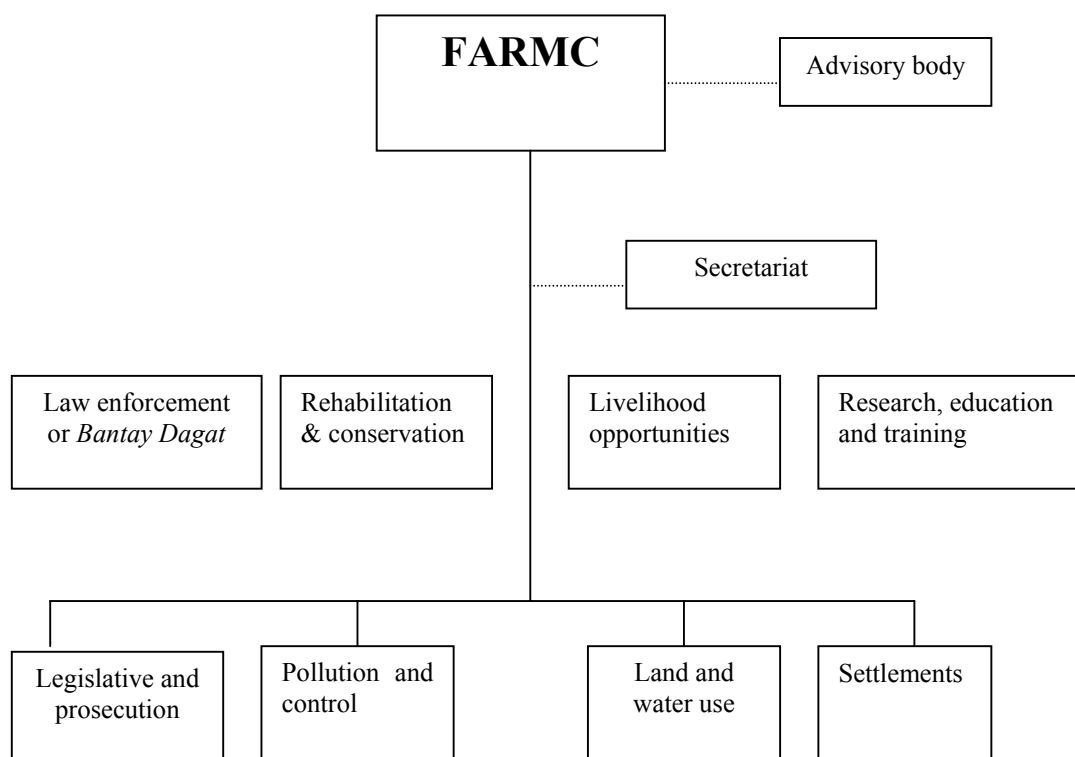 FARMC
Advisory body
Secretariat
Law enforcement
or Bantay Dagat
Rehabilitation
& conservation
Livelihood
opportunities
Research, education
and training
Legislative and
prosecution
Pollution and
control
Land and
water use
Settlements